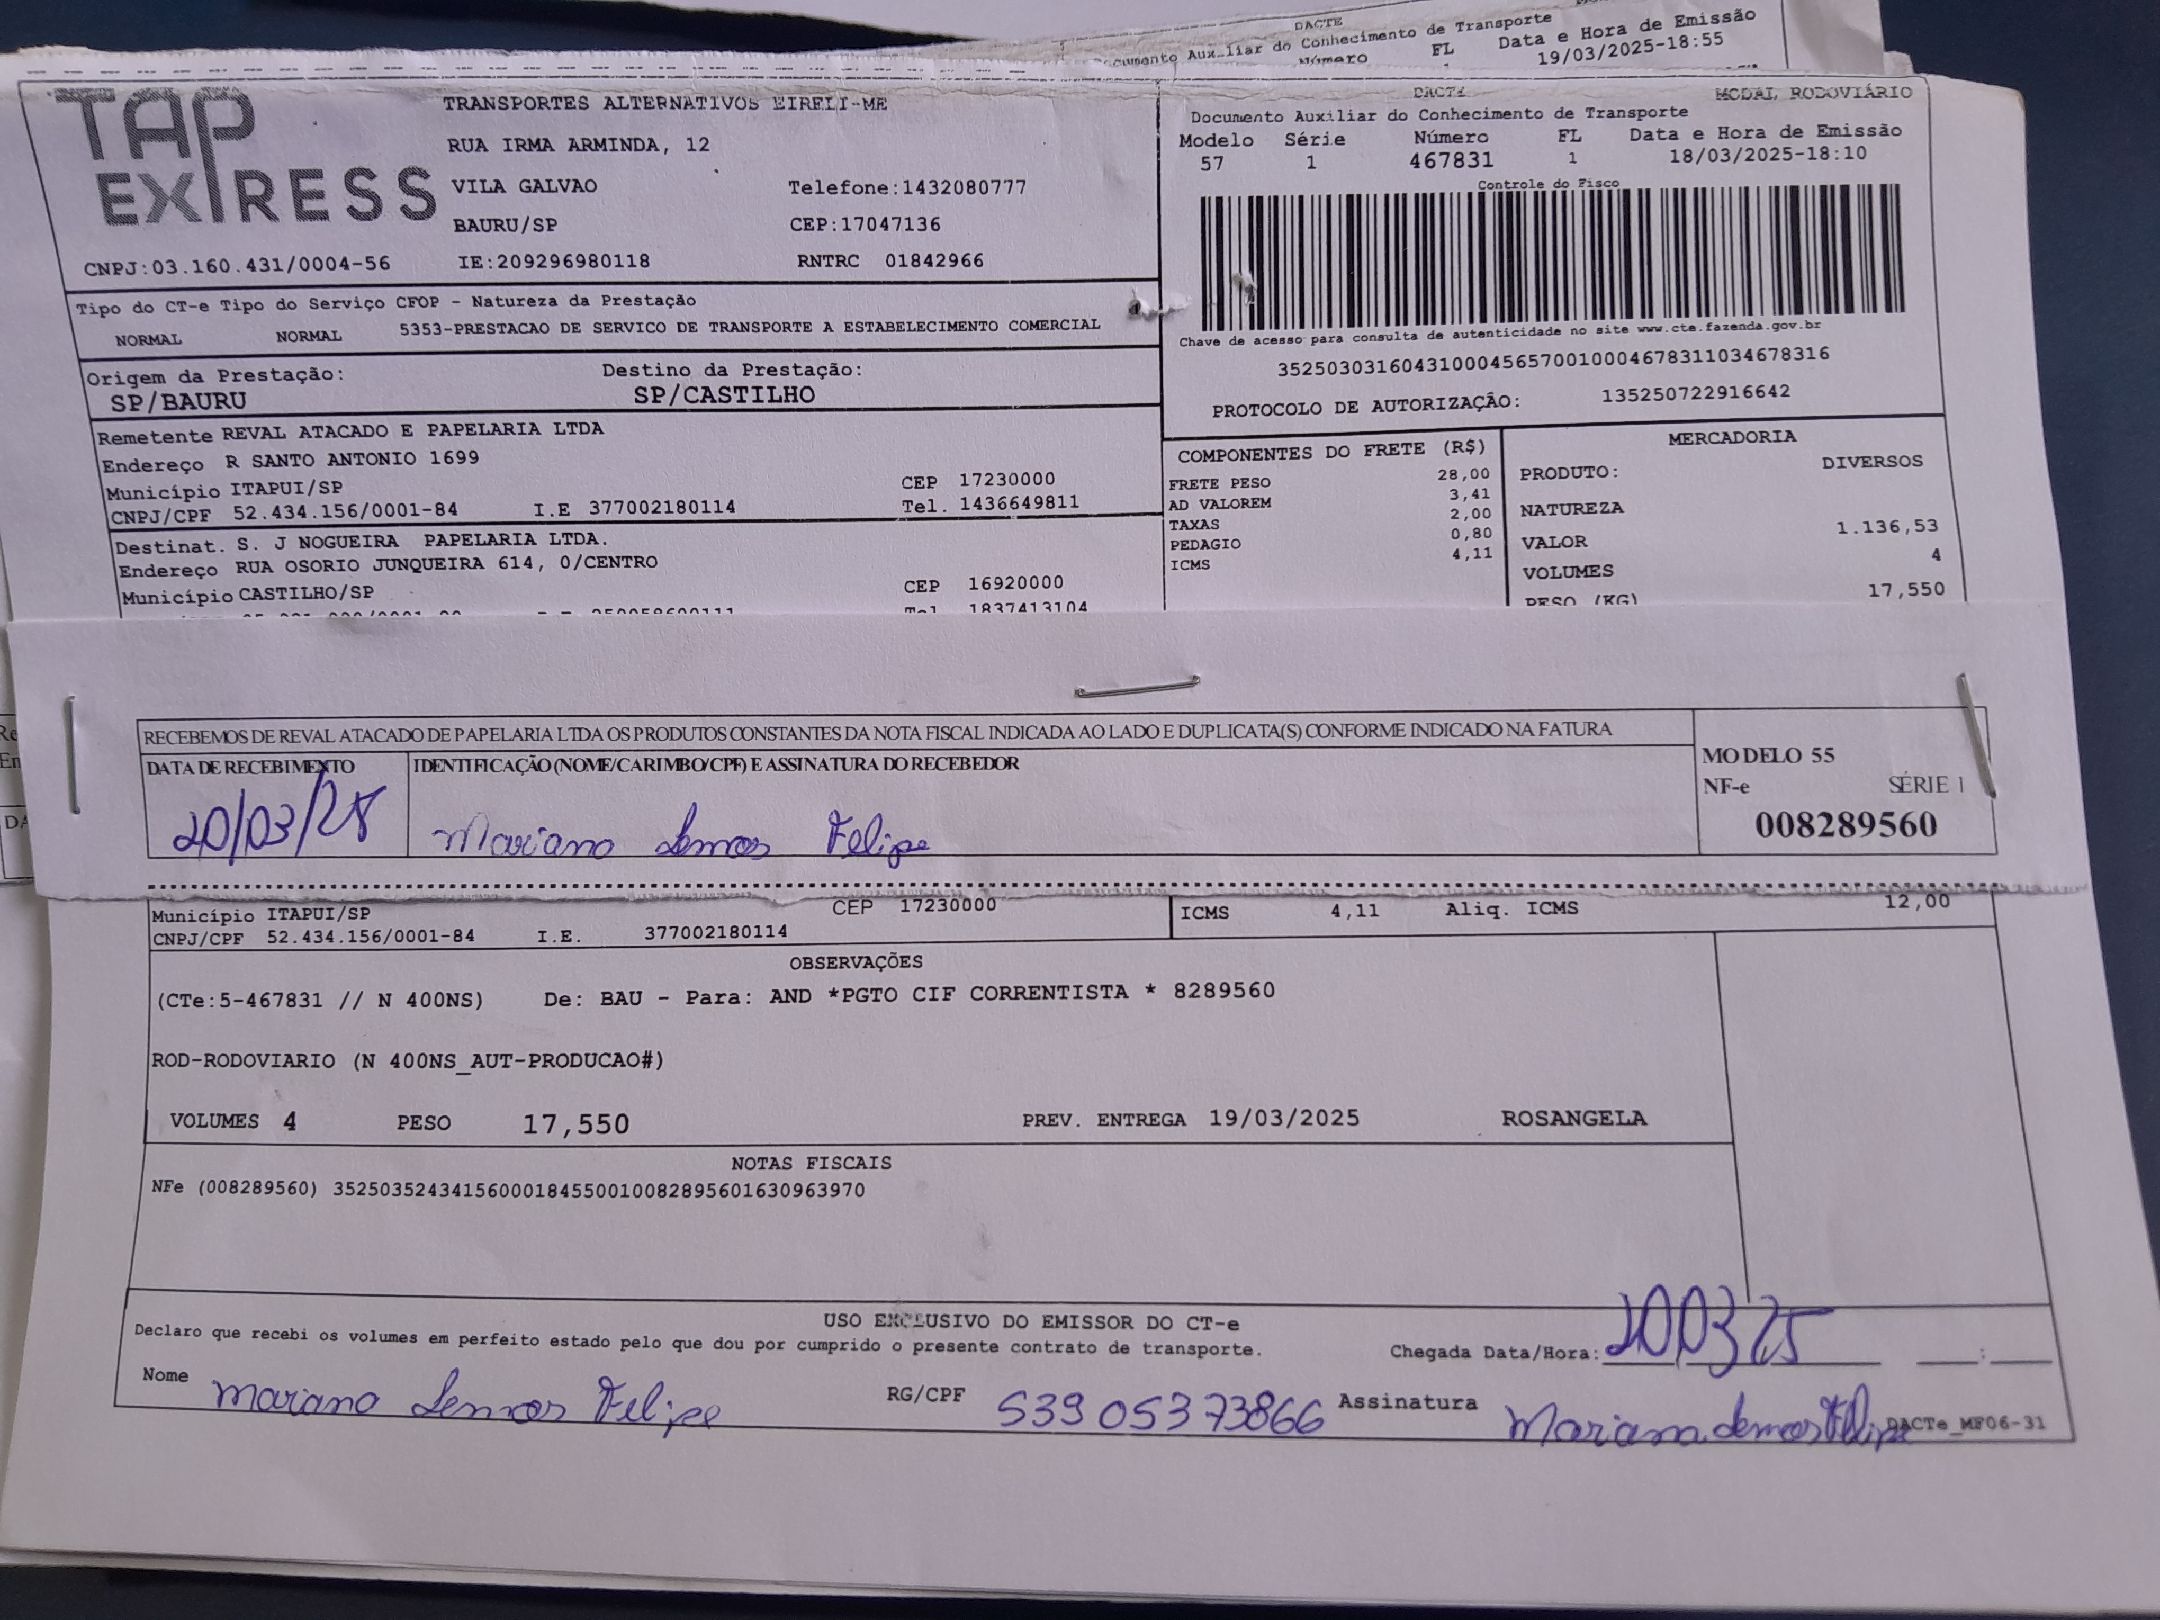 DACTE
Documento Auxiliar do Conhecimento de Transporte
Número FL Data e Hora de Emissão
19/03/2025-18:55
TAP EXPRESS
TRANSPORTES ALTERNATIVOS EIRELI-ME
RUA IRMA ARMINDA, 12
VILA GALVAO Telefone:1432080777
BAURU/SP CEP:17047136
CNPJ:03.160.431/0004-56 IE:209296980118 RNTRC 01842966
DACTE MODAL RODOVIÁRIO
Documento Auxiliar do Conhecimento de Transporte
Modelo Série Número FL Data e Hora de Emissão
57 1 467831 1 18/03/2025-18:10
Controle do Fisco
Chave de acesso para consulta de autenticidade no site www.cte.fazenda.gov.br
35250303160431000456570010004678311034678316
PROTOCOLO DE AUTORIZAÇÃO: 135250722916642
Tipo do CT-e Tipo do Serviço CFOP - Natureza da Prestação
NORMAL NORMAL 5353-PRESTACAO DE SERVICO DE TRANSPORTE A ESTABELECIMENTO COMERCIAL
Origem da Prestação: Destino da Prestação:
SP/BAURU SP/CASTILHO
Remetente REVAL ATACADO E PAPELARIA LTDA
Endereço R SANTO ANTONIO 1699
Município ITAPUI/SP CEP 17230000
CNPJ/CPF 52.434.156/0001-84 I.E 377002180114 Tel. 1436649811
Destinat. S. J NOGUEIRA PAPELARIA LTDA.
Endereço RUA OSORIO JUNQUEIRA 614, 0/CENTRO
Município CASTILHO/SP CEP 16920000
Tel 1837413104
COMPONENTES DO FRETE (R$)
FRETE PESO 28,00
AD VALOREM 3,41
TAXAS 2,00
PEDAGIO 0,80
ICMS 4,11
MERCADORIA
PRODUTO: DIVERSOS
NATUREZA
VALOR 1.136,53
VOLUMES 4
PESO (KG) 17,550
RECEBEMOS DE REVAL ATACADO DE PAPELARIA LTDA OS PRODUTOS CONSTANTES DA NOTA FISCAL INDICADA AO LADO E DUPLICATA(S) CONFORME INDICADO NA FATURA
DATA DE RECEBIMENTO IDENTIFICAÇÃO (NOME/CARIMBO/CPF) E ASSINATURA DO RECEBEDOR
20/03/25 Mariana Lemos Felipe
MODELO 55
NF-e SÉRIE 1
008289560
Município ITAPUI/SP CEP 17230000
CNPJ/CPF 52.434.156/0001-84 I.E. 377002180114
ICMS 4,11 Aliq. ICMS 12,00
OBSERVAÇÕES
(CTe:5-467831 // N 400NS) De: BAU - Para: AND *PGTO CIF CORRENTISTA * 8289560
ROD-RODOVIARIO (N 400NS_AUT-PRODUCAO#)
VOLUMES 4 PESO 17,550 PREV. ENTREGA 19/03/2025 ROSANGELA
NOTAS FISCAIS
NFe (008289560) 35250352434156000184550010082895601630963970
USO EXCLUSIVO DO EMISSOR DO CT-e
Declaro que recebi os volumes em perfeito estado pelo que dou por cumprido o presente contrato de transporte.
Chegada Data/Hora: 20 03 25 :
Nome Mariana Lemos Felipe RG/CPF 53905373866 Assinatura Mariana Lemos Felipe
DACTe_MF06-31